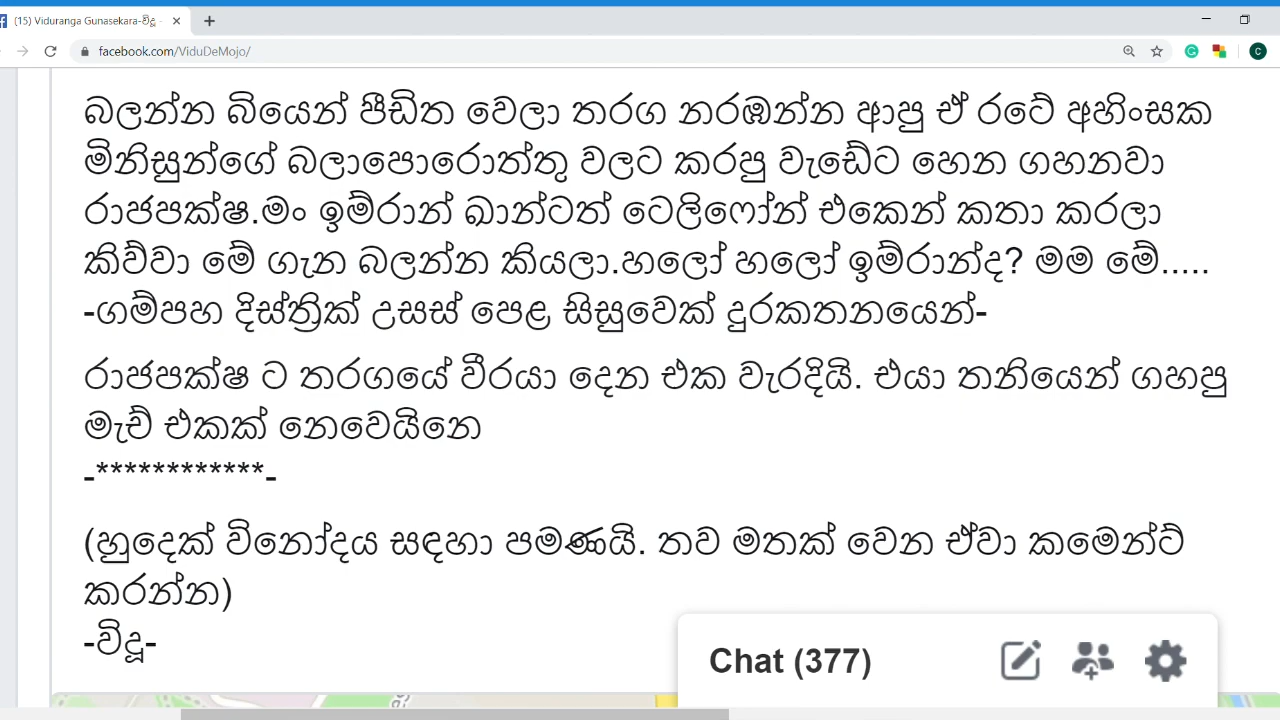 (15) Viduranga Gunasekara-විදූ -
facebook.com/ViduDeMojo/
බලන්න බියෙන් පීඩිත වෙලා තරග නරඹන්න ආපු ඒ රටේ අහිංසක
මිනිසුන්ගේ බලාපොරොත්තු වලට කරපු වැඩේට හෙන ගහනවා
රාජපක්ෂ.මං ඉම්රාන් ඛාන්ටත් ටෙලිෆෝන් එකෙන් කතා කරලා
කිව්වා මේ ගැන බලන්න කියලා.හලෝ හලෝ ඉම්රාන්ද? මම මේ.....
-ගම්පහ දිස්ත්‍රික් උසස් පෙළ සිසුවෙක් දුරකතනයෙන්-
රාජපක්ෂ ට තරගයේ වීරයා දෙන එක වැරදියි. එයා තනියෙන් ගහපු
මැච් එකක් නෙවෙයිනෙ
-************-
(හුදෙක් විනෝදය සඳහා පමණයි. තව මතක් වෙන ඒවා කමෙන්ට්
කරන්න)
-විදූ-
Chat (377)